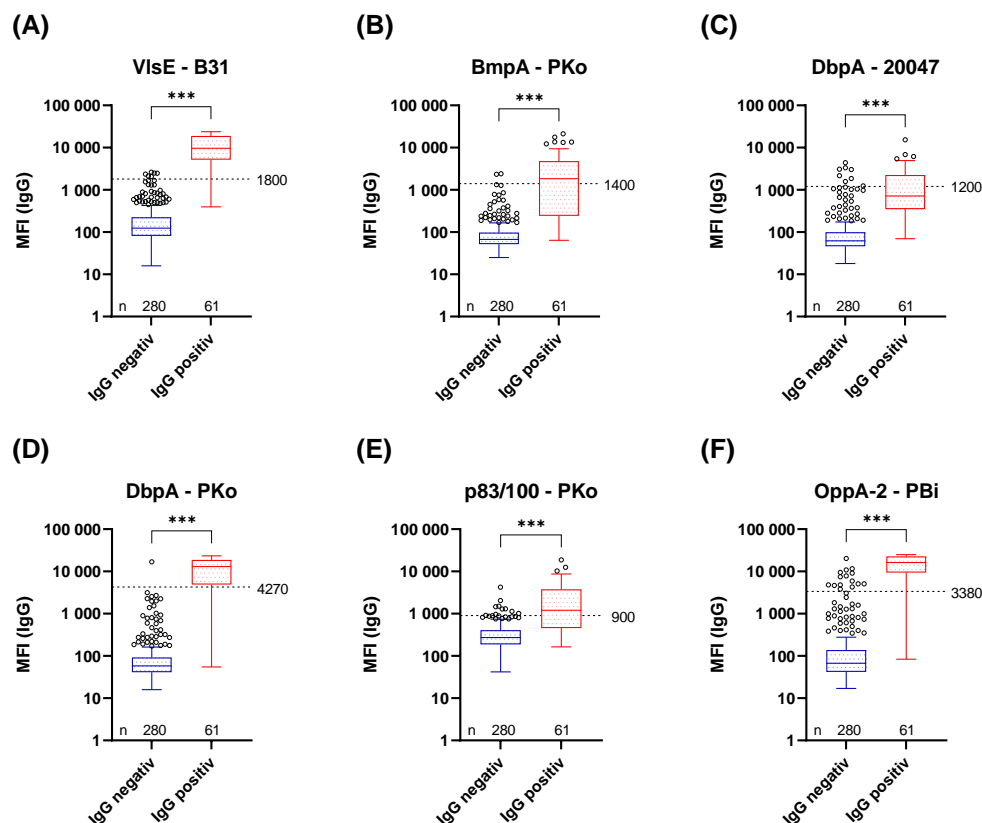 (A)
VlsE - B31
MFI (IgG)
100 000
10 000
1 000
100
10
1
***
1800
n 280 61
IgG negativ
IgG positiv
(B)
BmpA - PKo
MFI (IgG)
100 000
10 000
1 000
100
10
1
***
1400
n 280 61
IgG negativ
IgG positiv
(C)
DbpA - 20047
MFI (IgG)
100 000
10 000
1 000
100
10
1
***
1200
n 280 61
IgG negativ
IgG positiv
(D)
DbpA - PKo
MFI (IgG)
100 000
10 000
1 000
100
10
1
***
4270
n 280 61
IgG negativ
IgG positiv
(E)
p83/100 - PKo
MFI (IgG)
100 000
10 000
1 000
100
10
1
***
900
n 280 61
IgG negativ
IgG positiv
(F)
OppA-2 - PBi
MFI (IgG)
100 000
10 000
1 000
100
10
1
***
3380
n 280 61
IgG negativ
IgG positiv